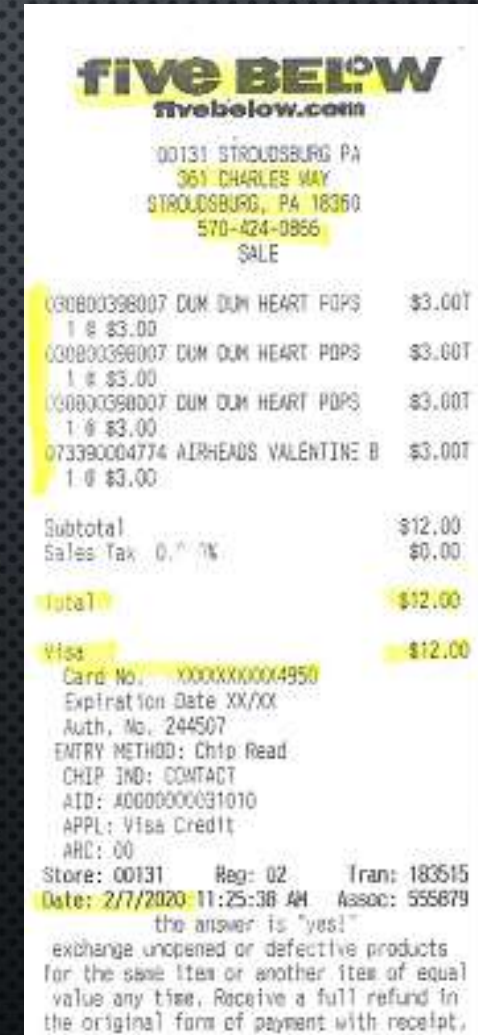 five BEL°W
fivebelow.com
00131 STROUDSBURG PA
361 CHARLES WAY
STROUDSBURG, PA 18360
570-424-0866
SALE
030800398007 DUM DUM HEART POPS $3.00T
1 @ $3.00
030800398007 DUM DUM HEART POPS $3.00T
1 @ $3.00
030800398007 DUM DUM HEART POPS $3.00T
1 @ $3.00
073390004774 AIRHEADS VALENTINE B $3.00T
1 @ $3.00
Subtotal $12.00
Sales Tax $0.00
Total $12.00
Visa $12.00
Card No. XXXXXXXXXX4950
Expiration Date XX/XX
Auth. No. 244507
ENTRY METHOD: Chip Read
CHIP IND: CONTACT
AID: A0000000031010
APPL: Visa Credit
ARC: 00
Store: 00131 Reg: 02 Tran: 183515
Date: 2/7/2020 11:25:38 AM Assoc: 555879
the answer is "yes!"
exchange unopened or defective products
for the same item or another item of equal
value any time. Receive a full refund in
the original form of payment with receipt,